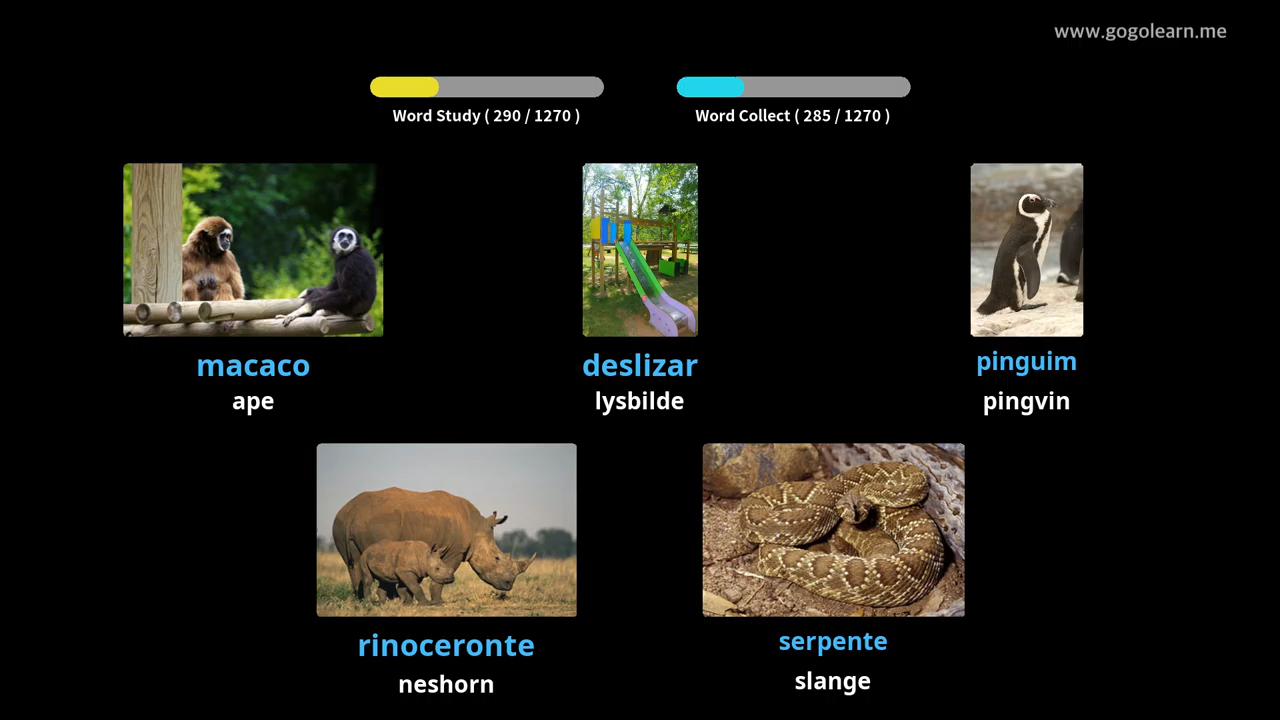 www.gogolearn.me
Word Study ( 290 / 1270 )
Word Collect ( 285 / 1270 )
macaco
ape
deslizar
lysbilde
pinguim
pingvin
rinoceronte
neshorn
serpente
slange